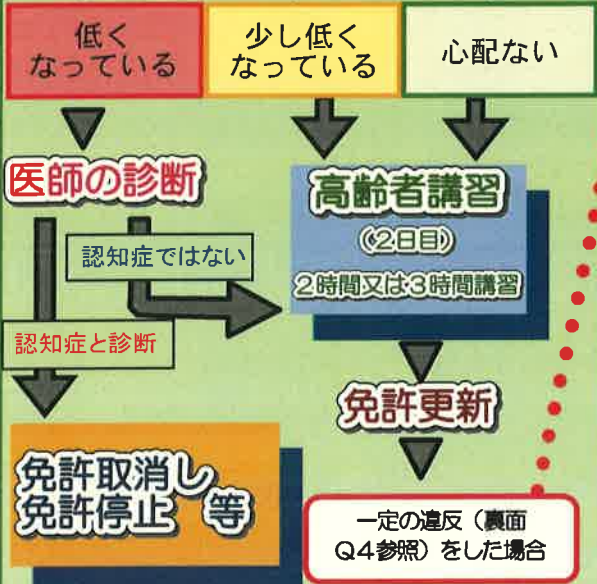 低く
なっている
少し低く
なっている
心配ない
医師の診断
高齢者講習
(2日目)
2時間又は3時間講習
認知症ではない
認知症と診断
免許更新
免許取消し
免許停止 等
一定の違反（裏面
Q4参照）をした場合